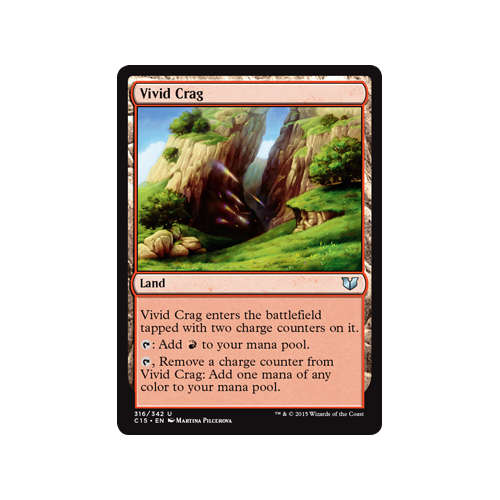 Vivid Crag
Land
Vivid Crag enters the battlefield
tapped with two charge counters on it.
: Add to your mana pool.
, Remove a charge counter from
Vivid Crag: Add one mana of any
color to your mana pool.
316/342 U
C15 • EN Martina Pilcerova
™ & © 2015 Wizards of the Coast